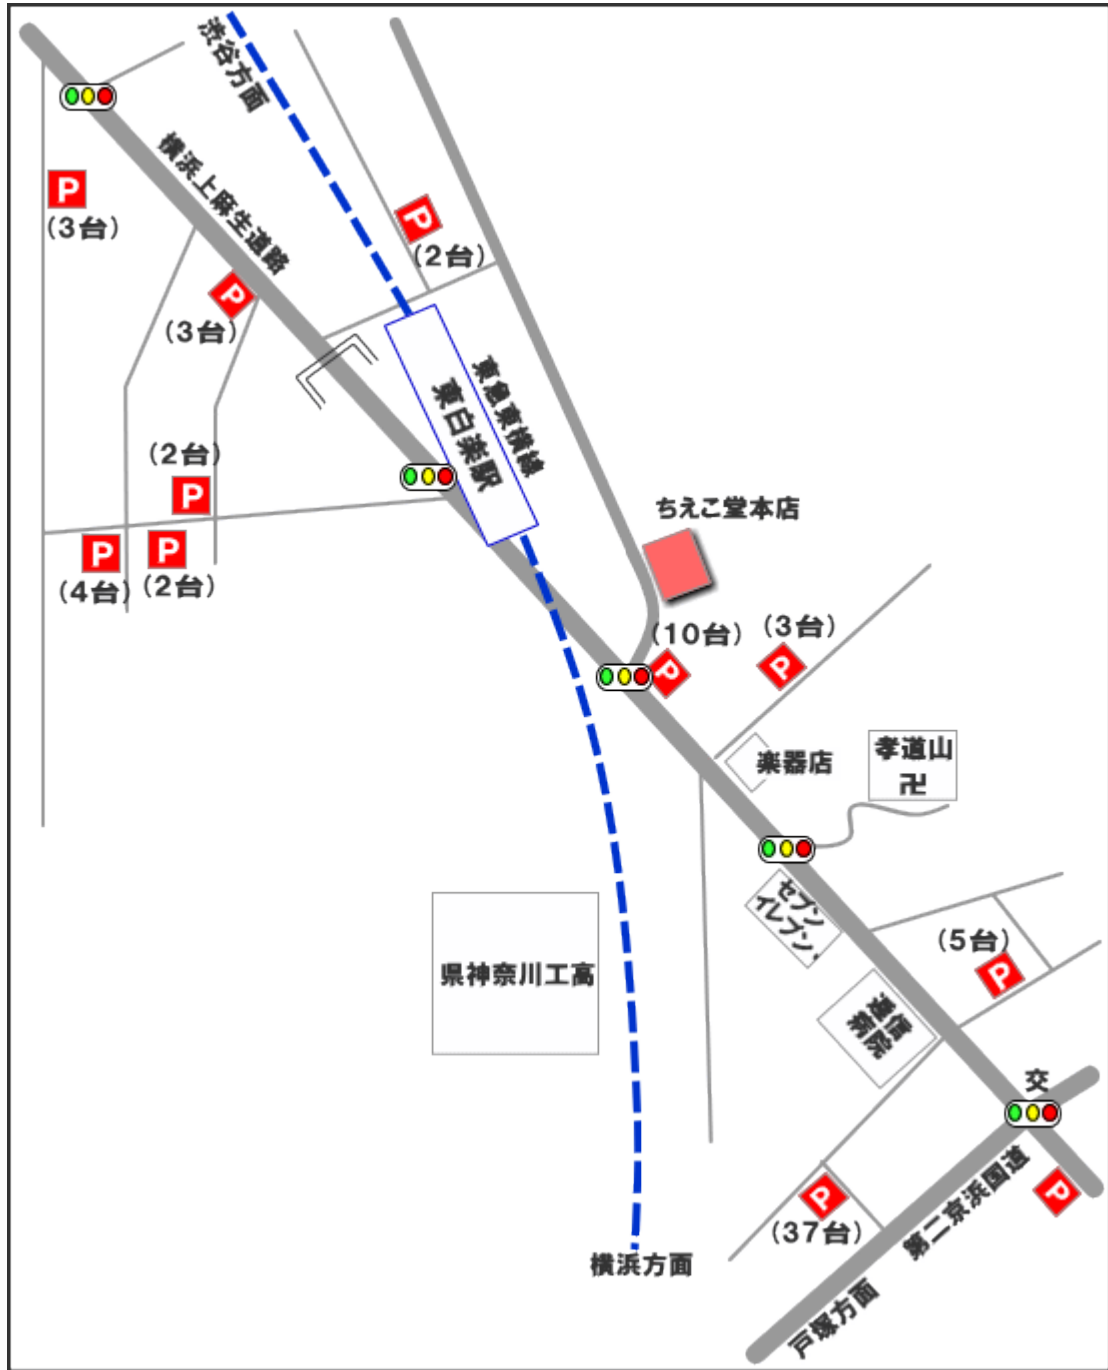 渋谷方面
横浜上麻生道路
P
(3台)
P
(2台)
P
(3台)
東急東横線
東白楽駅
(2台)
P
P
(4台)
P
(2台)
ちえこ堂本店
(10台)
P
(3台)
P
楽器店
孝道山
卍
セブン
イレブン
県神奈川工高
(5台)
P
逓信
病院
交
P
(37台)
P
第二京浜国道
戸塚方面
横浜方面